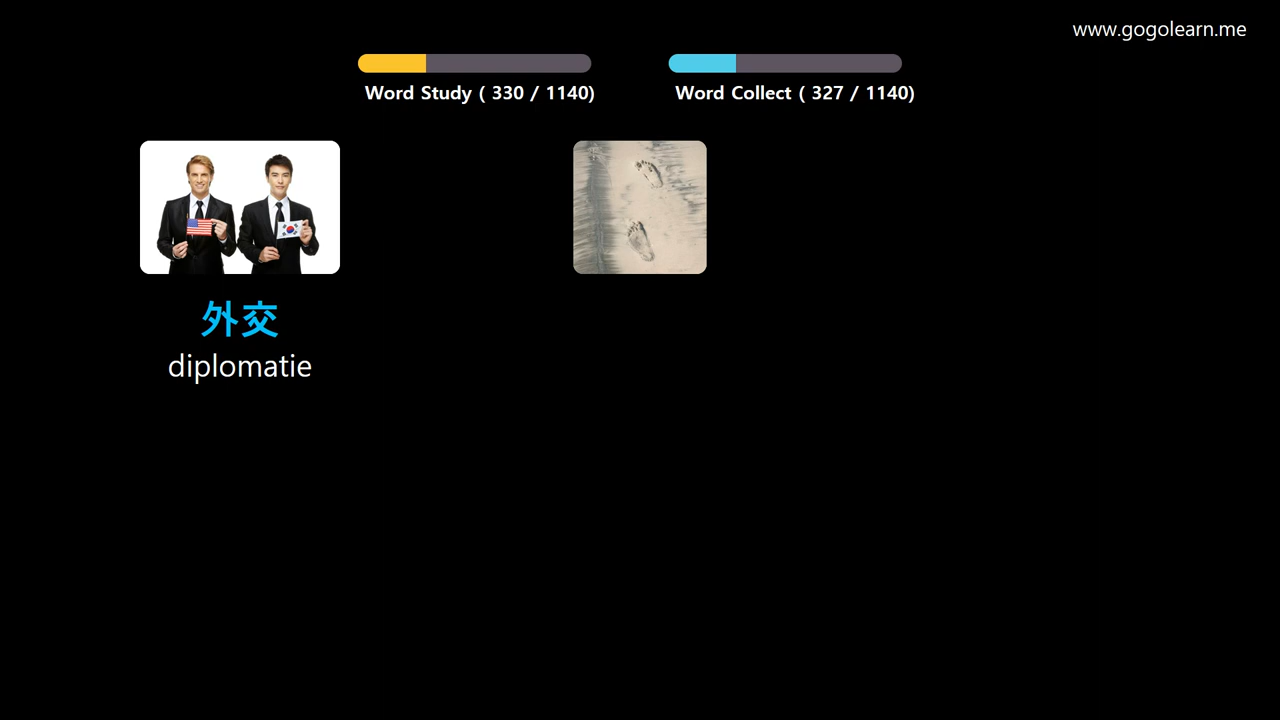 www.gogolearn.me
Word Study ( 330 / 1140)
Word Collect ( 327 / 1140)
外交
diplomatie